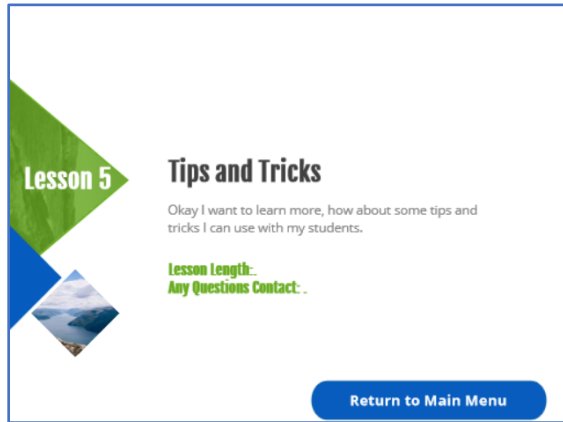 Lesson 5
Tips and Tricks
Okay I want to learn more, how about some tips and
tricks I can use with my students.
Lesson Length:.
Any Questions Contact: .
Return to Main Menu